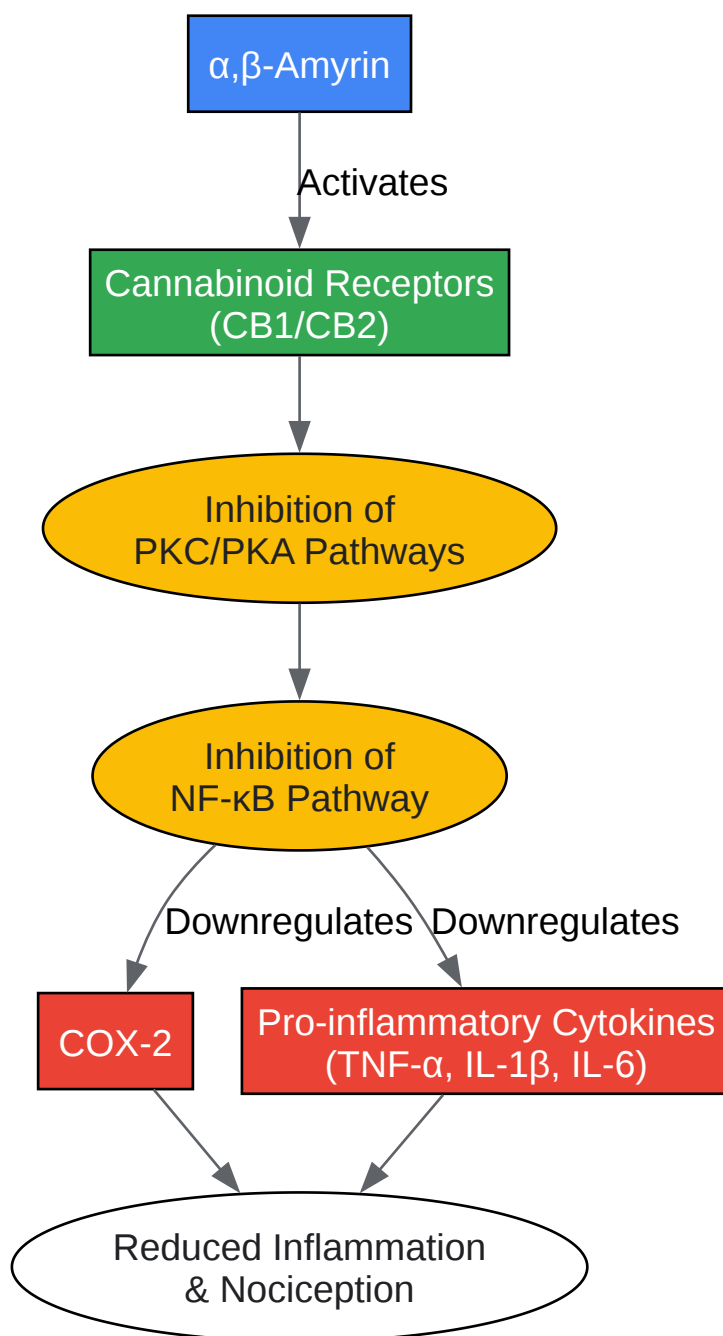 α,β-Amyrin
Activates
Cannabinoid Receptors
(CB1/CB2)
Inhibition of
PKC/PKA Pathways
Inhibition of
NF-κB Pathway
Downregulates
Downregulates
COX-2
Pro-inflammatory Cytokines
(TNF-α, IL-1β, IL-6)
Reduced Inflammation
& Nociception